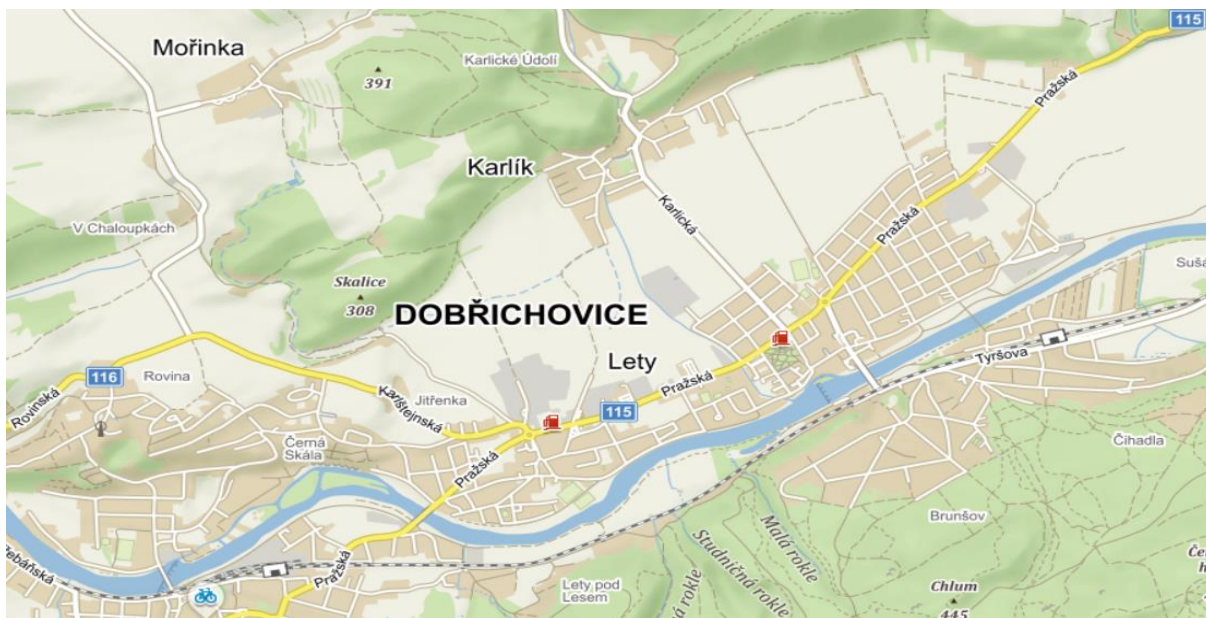 115
Mořinka
Karlické Údolí
391
Pražská
Karlík
Karlická
Pražská
V Chaloupkách
Skalice
308
DOBŘICHOVICE
Lety
Tyršova
116
Rovina
Rovinská
Karlštejnská
Jitřenka
Pražská
115
Černá
Skála
Pražská
Čihadla
Brunšov
Malá rokle
Studničná rokle
Pražská
Lety pod
Lesem
Chlum
445